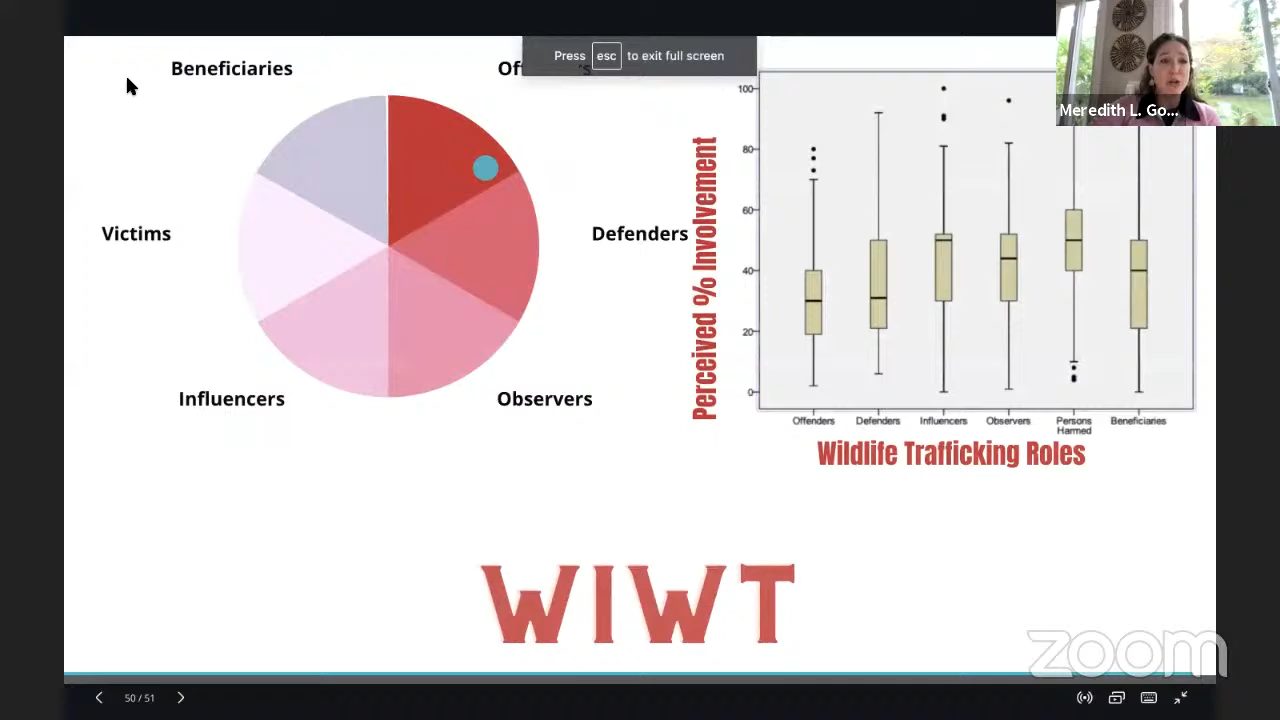 Press esc to exit full screen
Beneficiaries
Victims
Defenders
Influencers
Observers
Perceived % Involvement
100
80
60
40
20
0
Offenders Defenders Influencers Observers Persons Harmed Beneficiaries
Wildlife Trafficking Roles
WIWT
Meredith L. Go...
zoom
50 / 51